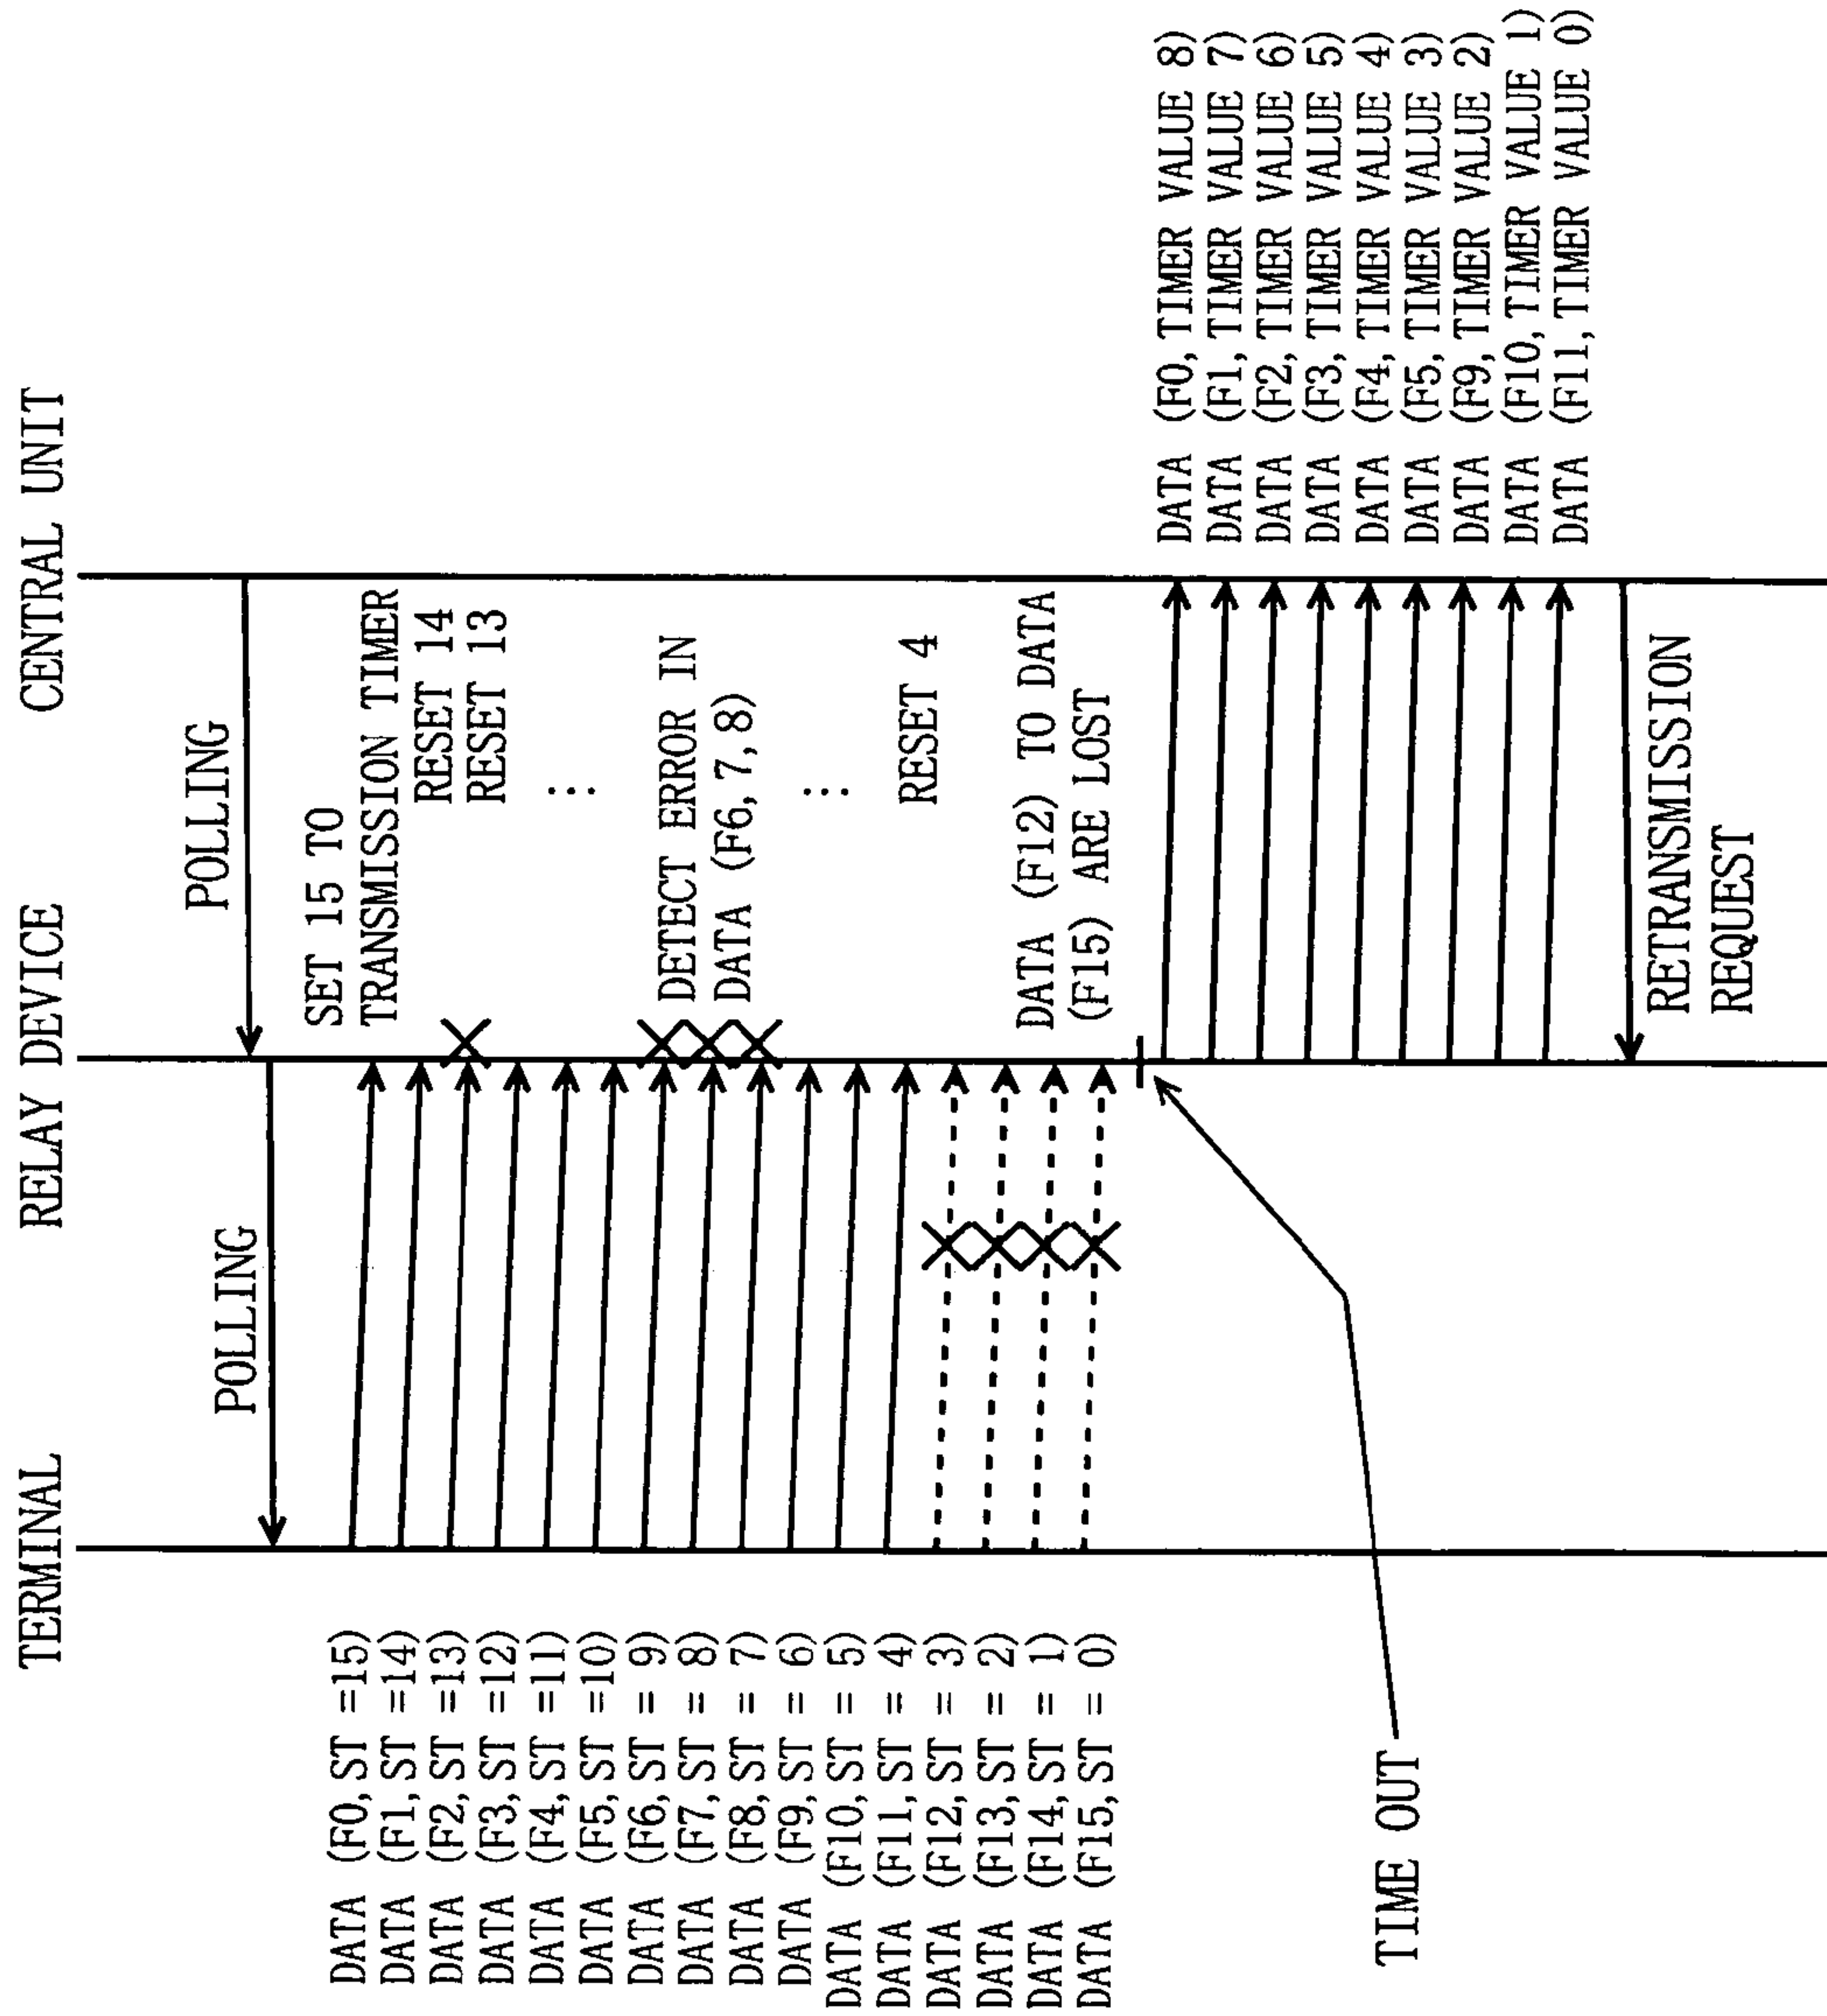 TERMINAL
RELAY DEVICE
CENTRAL UNIT
POLLING
POLLING
SET 15 TO
TRANSMISSION TIMER
RESET 14
RESET 13
⋮
DETECT ERROR IN
DATA (F6,7,8)
⋮
RESET 4
DATA (F12) TO DATA
(F15) ARE LOST
DATA (F0,ST =15)
DATA (F1,ST =14)
DATA (F2,ST =13)
DATA (F3,ST =12)
DATA (F4,ST =11)
DATA (F5,ST =10)
DATA (F6,ST = 9)
DATA (F7,ST = 8)
DATA (F8,ST = 7)
DATA (F9,ST = 6)
DATA (F10,ST = 5)
DATA (F11,ST = 4)
DATA (F12,ST = 3)
DATA (F13,ST = 2)
DATA (F14,ST = 1)
DATA (F15,ST = 0)
TIME OUT
DATA (F0,TIMER VALUE 8)
DATA (F1,TIMER VALUE 7)
DATA (F2,TIMER VALUE 6)
DATA (F3,TIMER VALUE 5)
DATA (F4,TIMER VALUE 4)
DATA (F5,TIMER VALUE 3)
DATA (F9,TIMER VALUE 2)
DATA (F10,TIMER VALUE 1)
DATA (F11,TIMER VALUE 0)
RETRANSMISSION
REQUEST